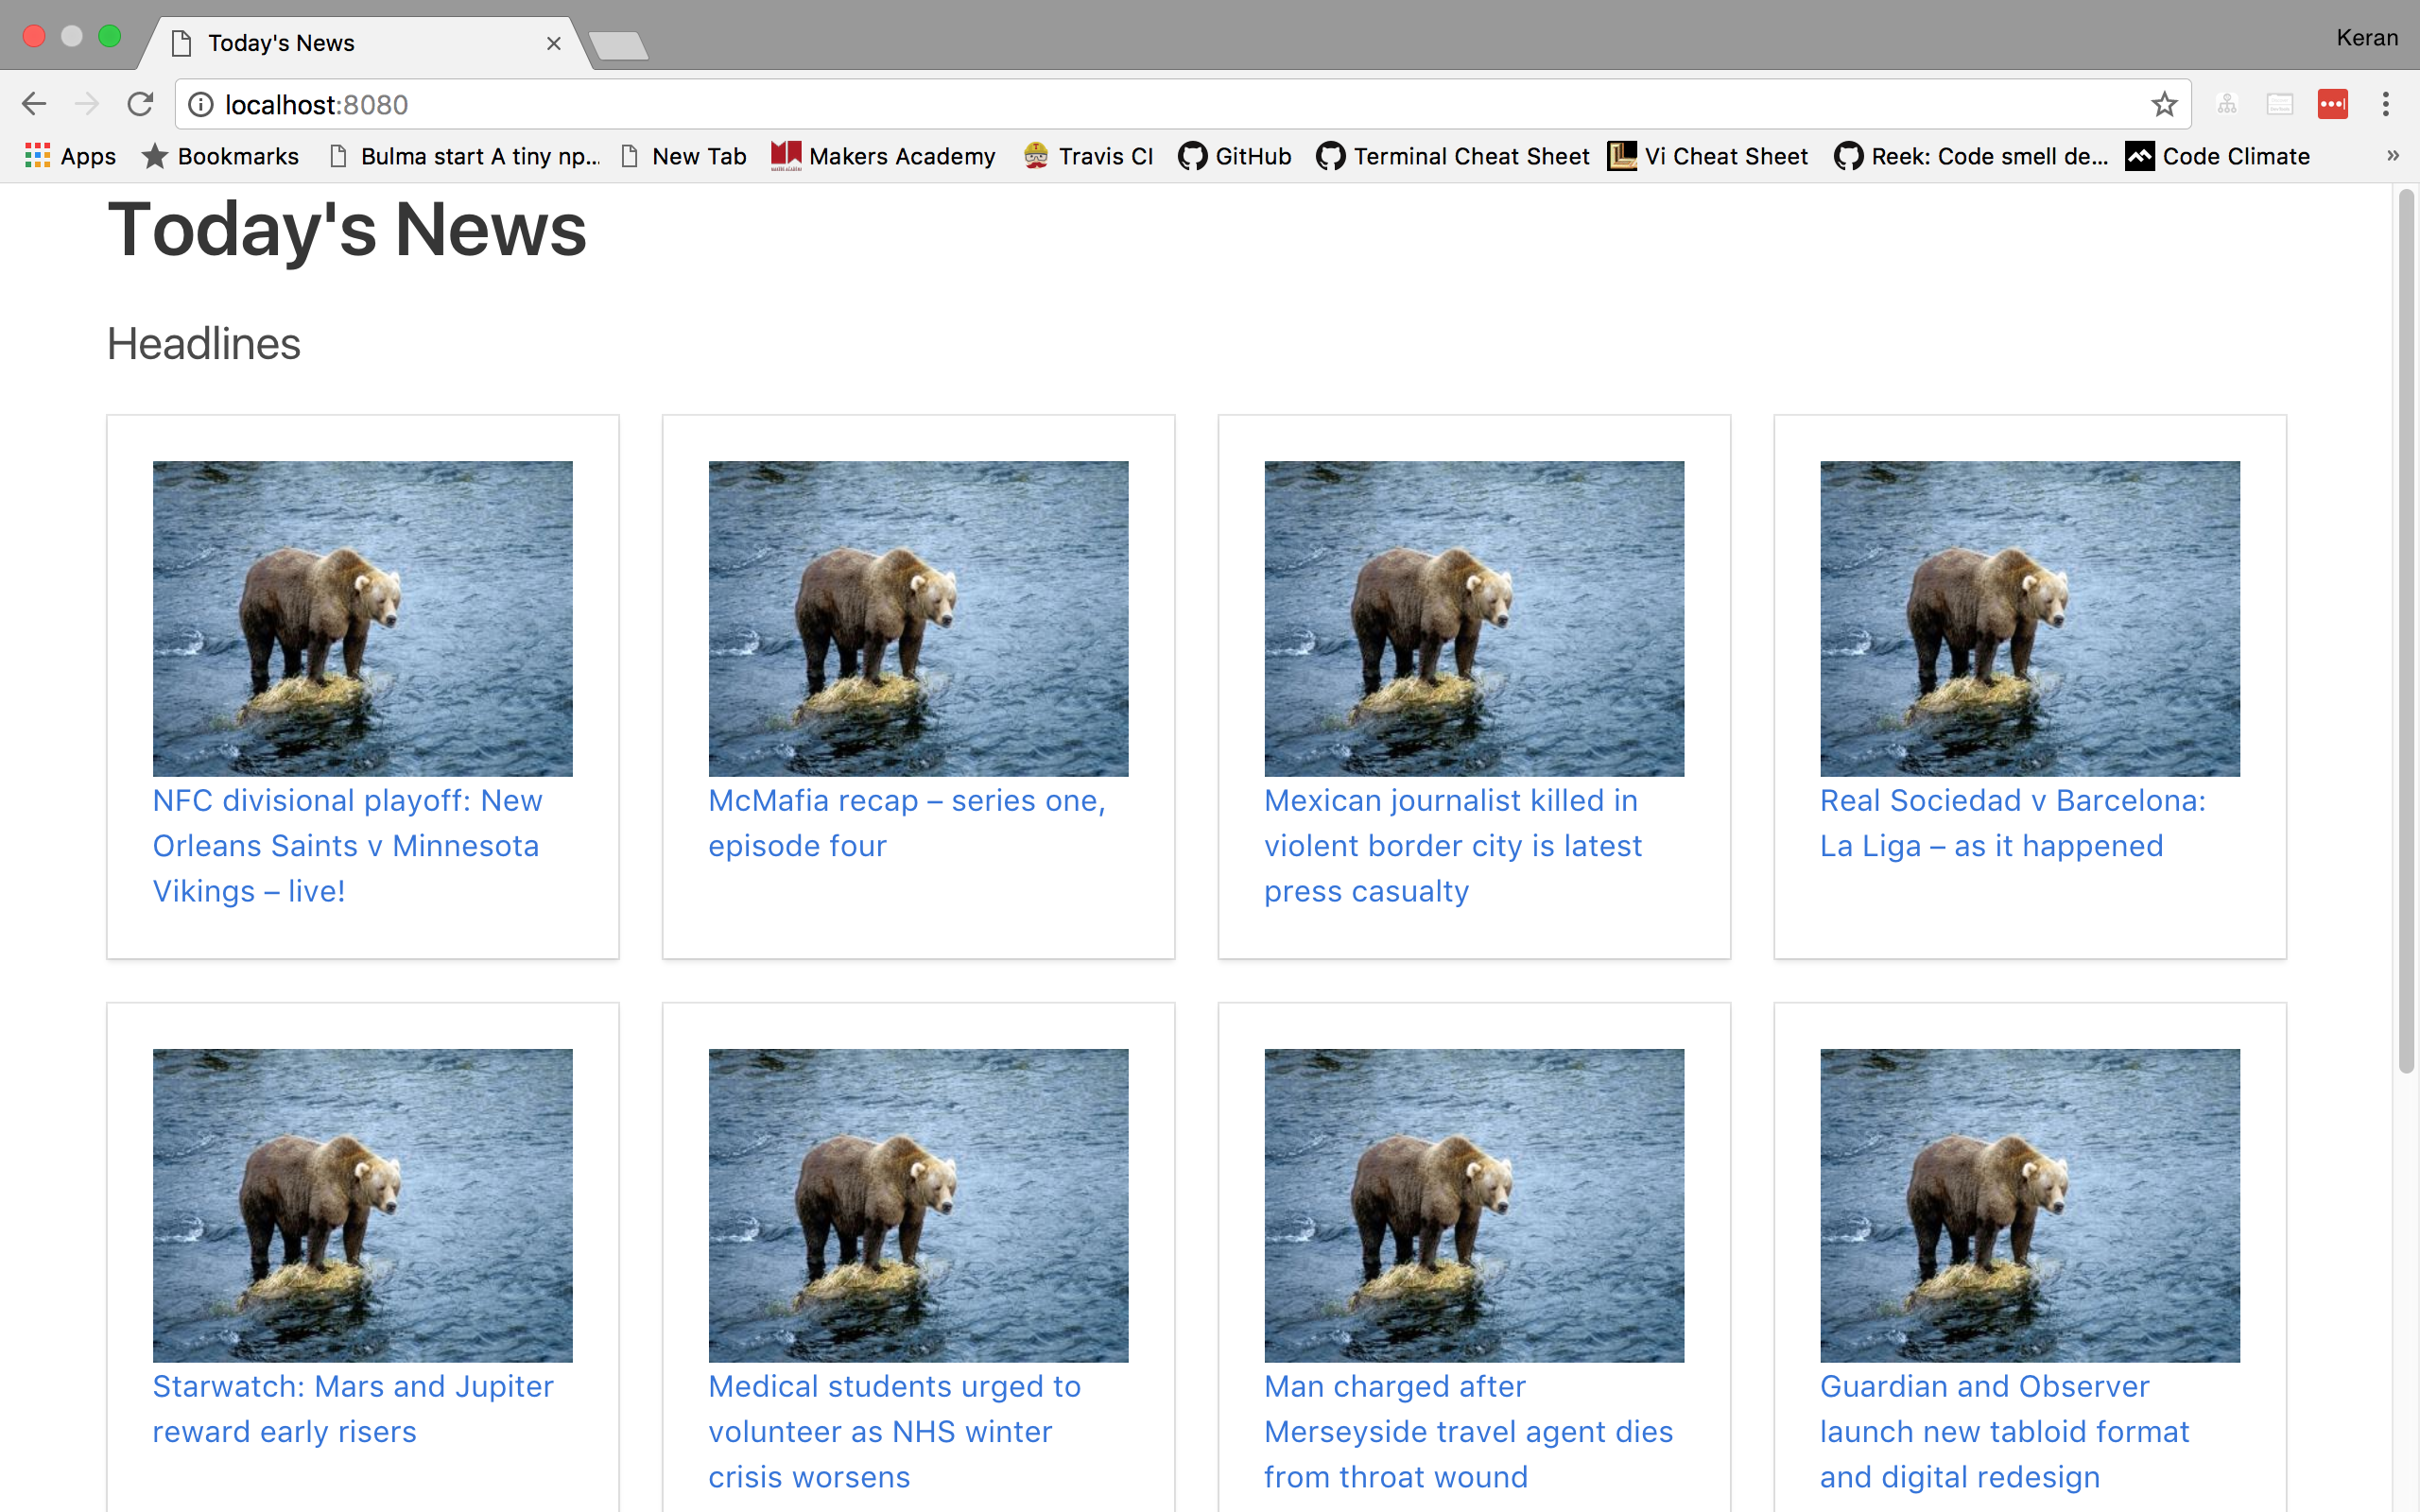 Today's News
Keran
localhost:8080
Apps Bookmarks Bulma start A tiny np... New Tab Makers Academy Travis CI GitHub Terminal Cheat Sheet Vi Cheat Sheet Reek: Code smell de... Code Climate »
Today's News
Headlines
NFC divisional playoff: New
Orleans Saints v Minnesota
Vikings – live!
McMafia recap – series one,
episode four
Mexican journalist killed in
violent border city is latest
press casualty
Real Sociedad v Barcelona:
La Liga – as it happened
Starwatch: Mars and Jupiter
reward early risers
Medical students urged to
volunteer as NHS winter
crisis worsens
Man charged after
Merseyside travel agent dies
from throat wound
Guardian and Observer
launch new tabloid format
and digital redesign